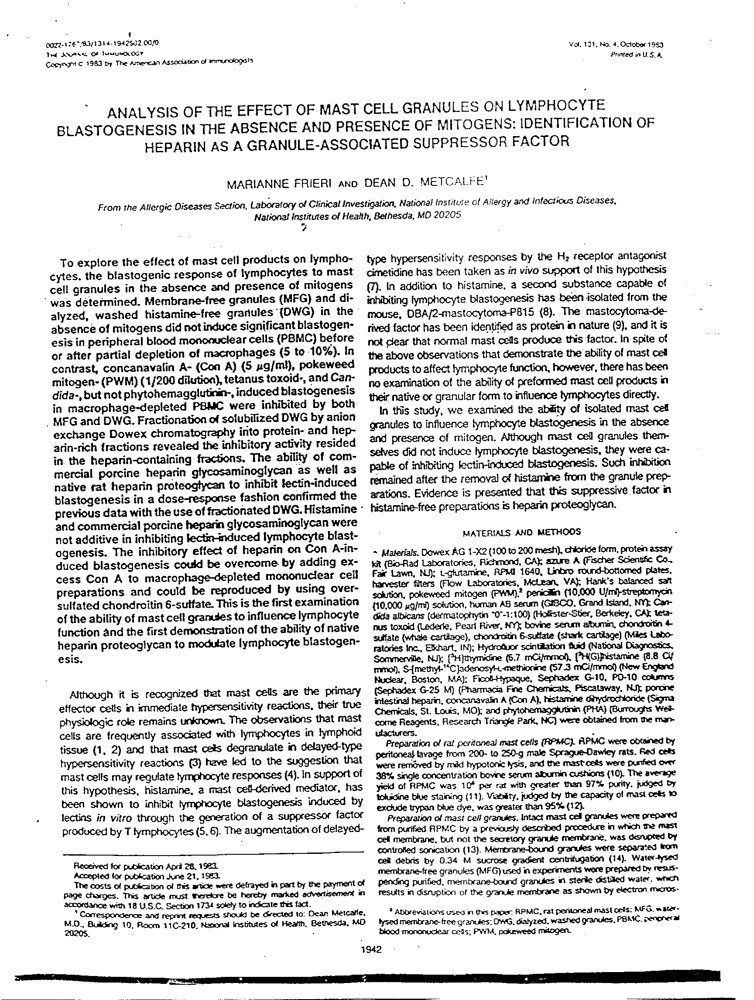 0022-1767/83/1314-1942$02.00/0
THE JOURNAL OF IMMUNOLOGY
Copyright © 1983 by The American Association of Immunologists
Vol. 131, No. 4, October 1983
Printed in U.S.A.
ANALYSIS OF THE EFFECT OF MAST CELL GRANULES ON LYMPHOCYTE
BLASTOGENESIS IN THE ABSENCE AND PRESENCE OF MITOGENS: IDENTIFICATION OF
HEPARIN AS A GRANULE-ASSOCIATED SUPPRESSOR FACTOR
MARIANNE FRIERI AND DEAN D. METCALFE¹
From the Allergic Diseases Section, Laboratory of Clinical Investigation, National Institute of Allergy and Infectious Diseases,
National Institutes of Health, Bethesda, MD 20205
To explore the effect of mast cell products on lympho-
cytes, the blastogenic response of lymphocytes to mast
cell granules in the absence and presence of mitogens
was determined. Membrane-free granules (MFG) and di-
alyzed, washed histamine-free granules (DWG) in the
absence of mitogens did not induce significant blastogen-
esis in peripheral blood mononuclear cells (PBMC) before
or after partial depletion of macrophages (5 to 10%). In
contrast, concanavalin A- (Con A) (5 μg/ml), pokeweed
mitogen- (PWM) (1/200 dilution), tetanus toxoid-, and Can-
dida-, but not phytohemagglutinin-, induced blastogenesis
in macrophage-depleted PBMC were inhibited by both
MFG and DWG. Fractionation of solubilized DWG by anion
exchange Dowex chromatography into protein- and hep-
arin-rich fractions revealed the inhibitory activity resided
in the heparin-containing fractions. The ability of com-
mercial porcine heparin glycosaminoglycan as well as
native rat heparin proteoglycan to inhibit lectin-induced
blastogenesis in a dose-response fashion confirmed the
previous data with the use of fractionated DWG. Histamine
and commercial porcine heparin glycosaminoglycan were
not additive in inhibiting lectin-induced lymphocyte blast-
ogenesis. The inhibitory effect of heparin on Con A-in-
duced blastogenesis could be overcome by adding ex-
cess Con A to macrophage-depleted mononuclear cell
preparations and could be reproduced by using over-
sulfated chondroitin 6-sulfate. This is the first examination
of the ability of mast cell granules to influence lymphocyte
function and the first demonstration of the ability of native
heparin proteoglycan to modulate lymphocyte blastogen-
esis.
Although it is recognized that mast cells are the primary
effector cells in immediate hypersensitivity reactions, their true
physiologic role remains unknown. The observations that mast
cells are frequently associated with lymphocytes in lymphoid
tissue (1, 2) and that mast cells degranulate in delayed-type
hypersensitivity reactions (3) have led to the suggestion that
mast cells may regulate lymphocyte responses (4). In support of
this hypothesis, histamine, a mast cell-derived mediator, has
been shown to inhibit lymphocyte blastogenesis induced by
lectins in vitro through the generation of a suppressor factor
produced by T lymphocytes (5, 6). The augmentation of delayed-
Received for publication April 28, 1983.
Accepted for publication June 21, 1983.
The costs of publication of this article were defrayed in part by the payment of
page charges. This article must therefore be hereby marked advertisement in
accordance with 18 U.S.C. Section 1734 solely to indicate this fact.
¹ Correspondence and reprint requests should be directed to: Dean Metcalfe,
M.D., Building 10, Room 11C-210, National Institutes of Health, Bethesda, MD
20205.
type hypersensitivity responses by the H₂ receptor antagonist
cimetidine has been taken as in vivo support of this hypothesis
(7). In addition to histamine, a second substance capable of
inhibiting lymphocyte blastogenesis has been isolated from the
mouse, DBA/2-mastocytoma-P815 (8). The mastocytoma-de-
rived factor has been identified as protein in nature (9), and it is
not clear that normal mast cells produce this factor. In spite of
the above observations that demonstrate the ability of mast cell
products to affect lymphocyte function, however, there has been
no examination of the ability of preformed mast cell products in
their native or granular form to influence lymphocytes directly.
In this study, we examined the ability of isolated mast cell
granules to influence lymphocyte blastogenesis in the absence
and presence of mitogen. Although mast cell granules them-
selves did not induce lymphocyte blastogenesis, they were ca-
pable of inhibiting lectin-induced blastogenesis. Such inhibition
remained after the removal of histamine from the granule prep-
arations. Evidence is presented that this suppressive factor in
histamine-free preparations is heparin proteoglycan.
MATERIALS AND METHODS
Materials. Dowex AG 1-X2 (100 to 200 mesh), chloride form, protein assay
kit (Bio-Rad Laboratories, Richmond, CA); azure A (Fischer Scientific Co.,
Fair Lawn, NJ); L-glutamine, RPMI 1640, Linbro round-bottomed plates,
harvester filters (Flow Laboratories, McLean, VA); Hank's balanced salt
solution, pokeweed mitogen (PWM),² penicillin (10,000 U/ml)-streptomycin
(10,000 μg/ml) solution, human AB serum (GIBCO, Grand Island, NY); Can-
dida albicans (dermatophytin "0"-1:100) (Hollister-Stier, Berkeley, CA); teta-
nus toxoid (Lederle, Pearl River, NY); bovine serum albumin, chondroitin 4-
sulfate (whale cartilage), chondroitin 6-sulfate (shark cartilage) (Miles Labo-
ratories Inc., Elkhart, IN); Hydrofluor scintillation fluid (National Diagnostics,
Sommerville, NJ); [³H]thymidine (6.7 mCi/mmol), [³H(G)]histamine (8.8 Ci/
mmol), S-[methyl-¹⁴C]adenosyl-L-methionine (57.3 mCi/mmol) (New England
Nuclear, Boston, MA); Ficoll-Hypaque, Sephadex G-10, PD-10 columns
(Sephadex G-25 M) (Pharmacia Fine Chemicals, Piscataway, NJ); porcine
intestinal heparin, concanavalin A (Con A), histamine dihydrochloride (Sigma
Chemicals, St. Louis, MO); and phytohemagglutinin (PHA) (Burroughs Well-
come Reagents, Research Triangle Park, NC) were obtained from the man-
ufacturers.
Preparation of rat peritoneal mast cells (RPMC). RPMC were obtained by
peritoneal lavage from 200- to 250-g male Sprague-Dawley rats. Red cells
were removed by mild hypotonic lysis, and the mast cells were purified over
38% single concentration bovine serum albumin cushions (10). The average
yield of RPMC was 10⁶ per rat with greater than 97% purity, judged by
toluidine blue staining (11). Viability, judged by the capacity of mast cells to
exclude trypan blue dye, was greater than 95% (12).
Preparation of mast cell granules. Intact mast cell granules were prepared
from purified RPMC by a previously described procedure in which the mast
cell membrane, but not the secretory granule membrane, was disrupted by
controlled sonication (13). Membrane-bound granules were separated from
cell debris by 0.34 M sucrose gradient centrifugation (14). Water-lysed
membrane-free granules (MFG) used in experiments were prepared by resus-
pending purified, membrane-bound granules in sterile distilled water, which
results in disruption of the granule membrane as shown by electron micros-
² Abbreviations used in this paper: RPMC, rat peritoneal mast cells; MFG, water-
lysed membrane-free granules; DWG, dialyzed, washed granules; PBMC, peripheral
blood mononuclear cells; PWM, pokeweed mitogen.
1942